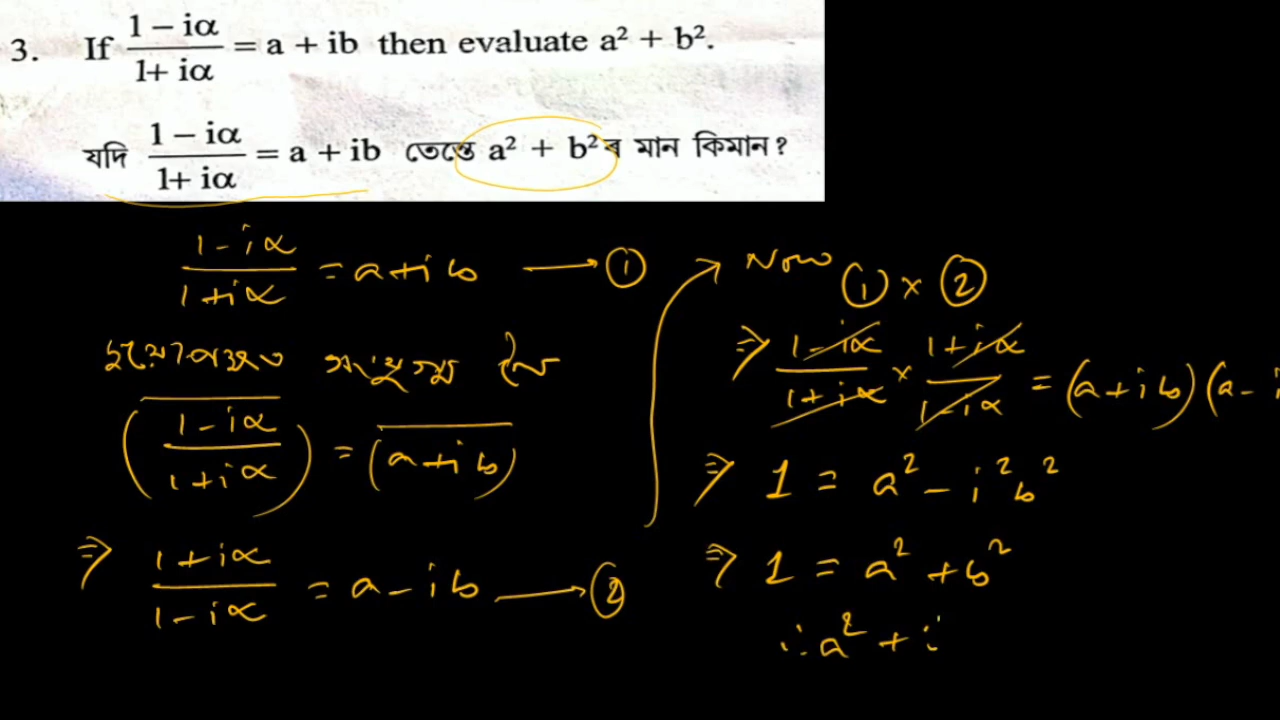 3. If (1 – iα)/(1+ iα) = a + ib then evaluate a² + b².
যদি (1 – iα)/(1+ iα) = a + ib তেন্তে a² + b²ৰ মান কিমান?
(1-iα)/(1+iα) = a+ib → ①
সংযুগ্ম লৈ
(1-iα)/(1+iα) = (a+ib)
⇒ (1+iα)/(1-iα) = a-ib → ②
→ Now ① × ②
⇒ (1-iα)/(1+iα) × (1+iα)/(1-iα) = (a+ib)(a-i
⇒ 1 = a² - i²b²
⇒ 1 = a² + b²
∴ a² + i